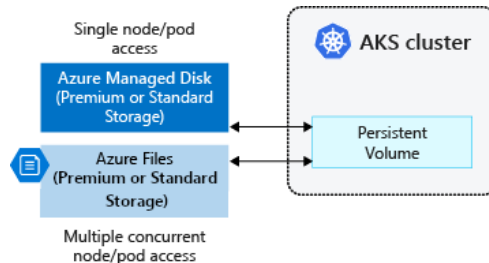 Single node/pod
access
Azure Managed Disk
(Premium or Standard
Storage)
Azure Files
(Premium or Standard
Storage)
Multiple concurrent
node/pod access
AKS cluster
Persistent
Volume